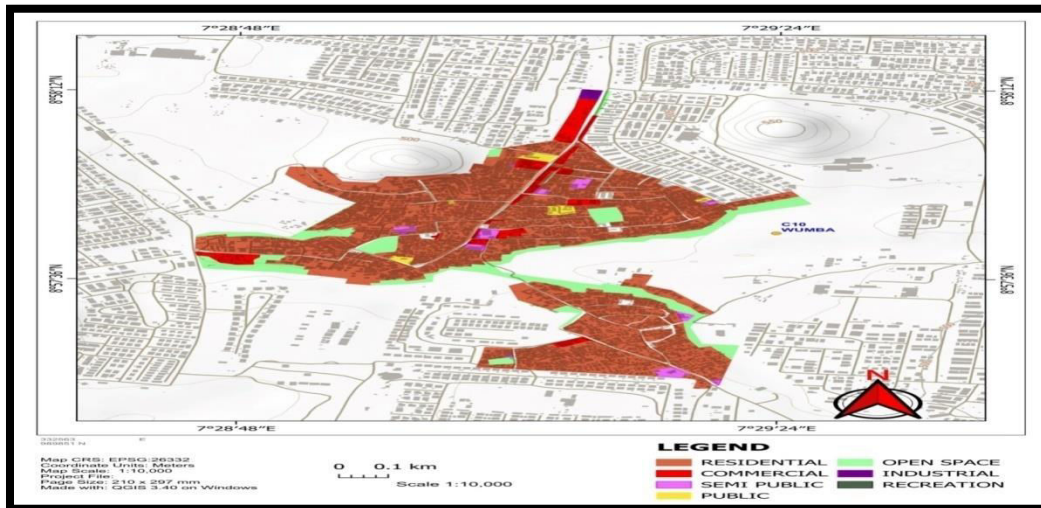 7°28'48"E
7°29'24"E
8°58'12"N
8°58'12"N
500
550
C10
WUMBA
8°57'36"N
8°57'36"N
N
7°28'48"E
7°29'24"E
E
Map CRS: EPSG:26332
Coordinate Units: Meters
Map Scale: 1:10,000
Project File:
Page Size: 210 x 297 mm
Made with: QGIS 3.40 on Windows
0 0.1 km
Scale 1:10,000
LEGEND
RESIDENTIAL
COMMERCIAL
SEMI PUBLIC
PUBLIC
OPEN SPACE
INDUSTRIAL
RECREATION